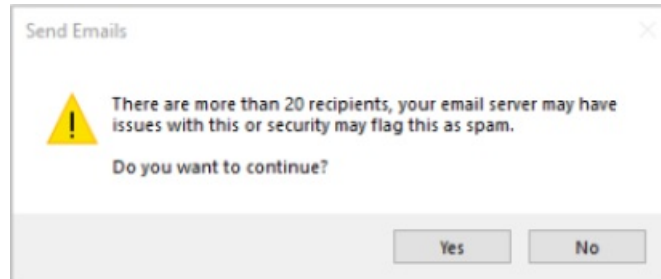 Send Emails
There are more than 20 recipients, your email server may have
issues with this or security may flag this as spam.
Do you want to continue?
Yes
No